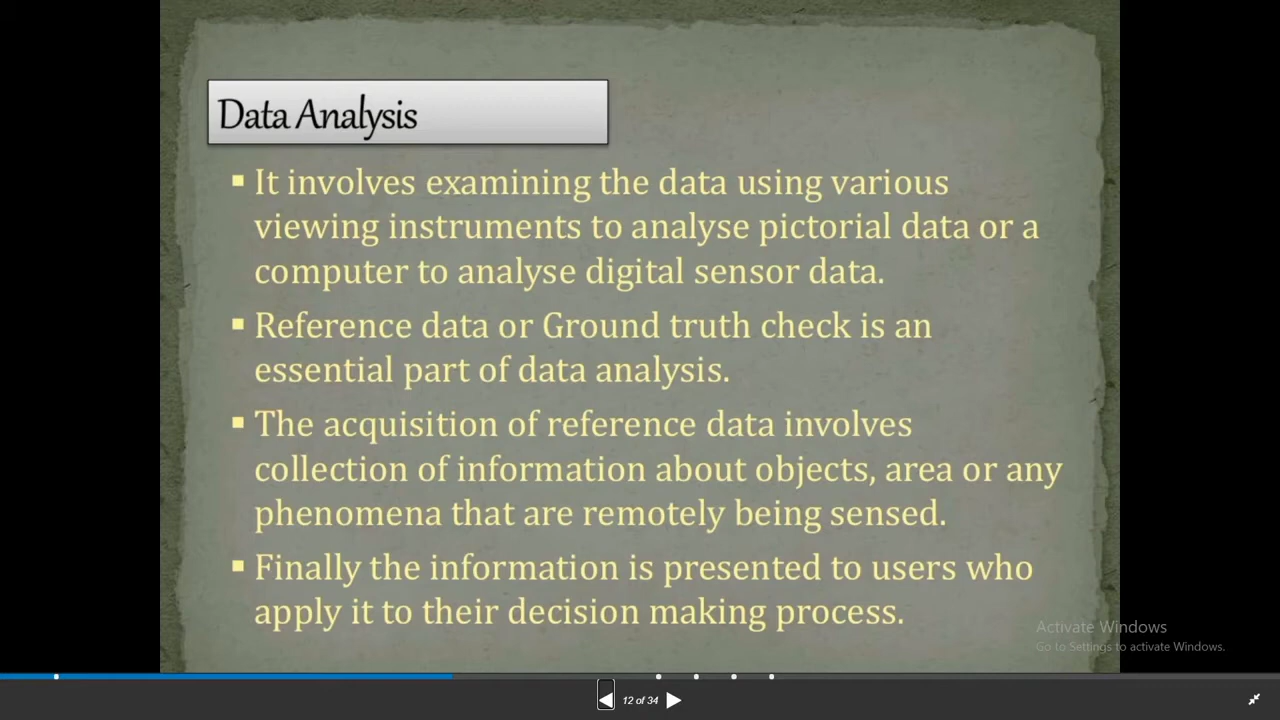 Data Analysis
▪ It involves examining the data using various
viewing instruments to analyse pictorial data or a
computer to analyse digital sensor data.
▪ Reference data or Ground truth check is an
essential part of data analysis.
▪ The acquisition of reference data involves
collection of information about objects, area or any
phenomena that are remotely being sensed.
▪ Finally the information is presented to users who
apply it to their decision making process.
Activate Windows
Go to Settings to activate Windows.
12 of 34